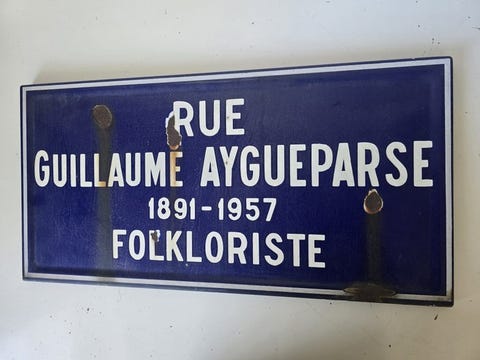 RUE
GUILLAUME AYGUEPARSE
1891-1957
FOLKLORISTE